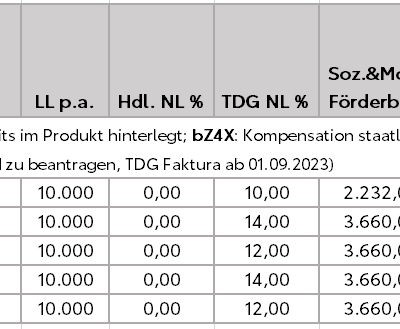 Soz.&Mo
LL p.a. Hdl. NL % TDG NL % Förderb
its im Produkt hinterlegt; bZ4X: Kompensation staatl
d zu beantragen, TDG Faktura ab 01.09.2023)
10.000 0,00 10,00 2.232,0
10.000 0,00 14,00 3.660,0
10.000 0,00 12,00 3.660,0
10.000 0,00 14,00 3.660,0
10.000 0,00 12,00 3.660,0